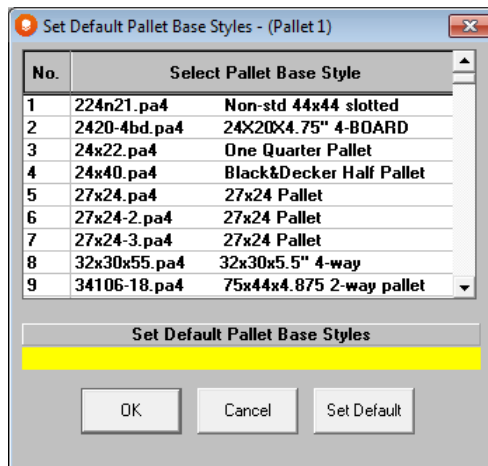 Set Default Pallet Base Styles - (Pallet 1)
No. Select Pallet Base Style
1 224n21.pa4 Non-std 44x44 slotted
2 2420-4bd.pa4 24X20X4.75" 4-BOARD
3 24x22.pa4 One Quarter Pallet
4 24x40.pa4 Black&Decker Half Pallet
5 27x24.pa4 27x24 Pallet
6 27x24-2.pa4 27x24 Pallet
7 27x24-3.pa4 27x24 Pallet
8 32x30x55.pa4 32x30x5.5" 4-way
9 34106-18.pa4 75x44x4.875 2-way pallet
Set Default Pallet Base Styles
OK Cancel Set Default